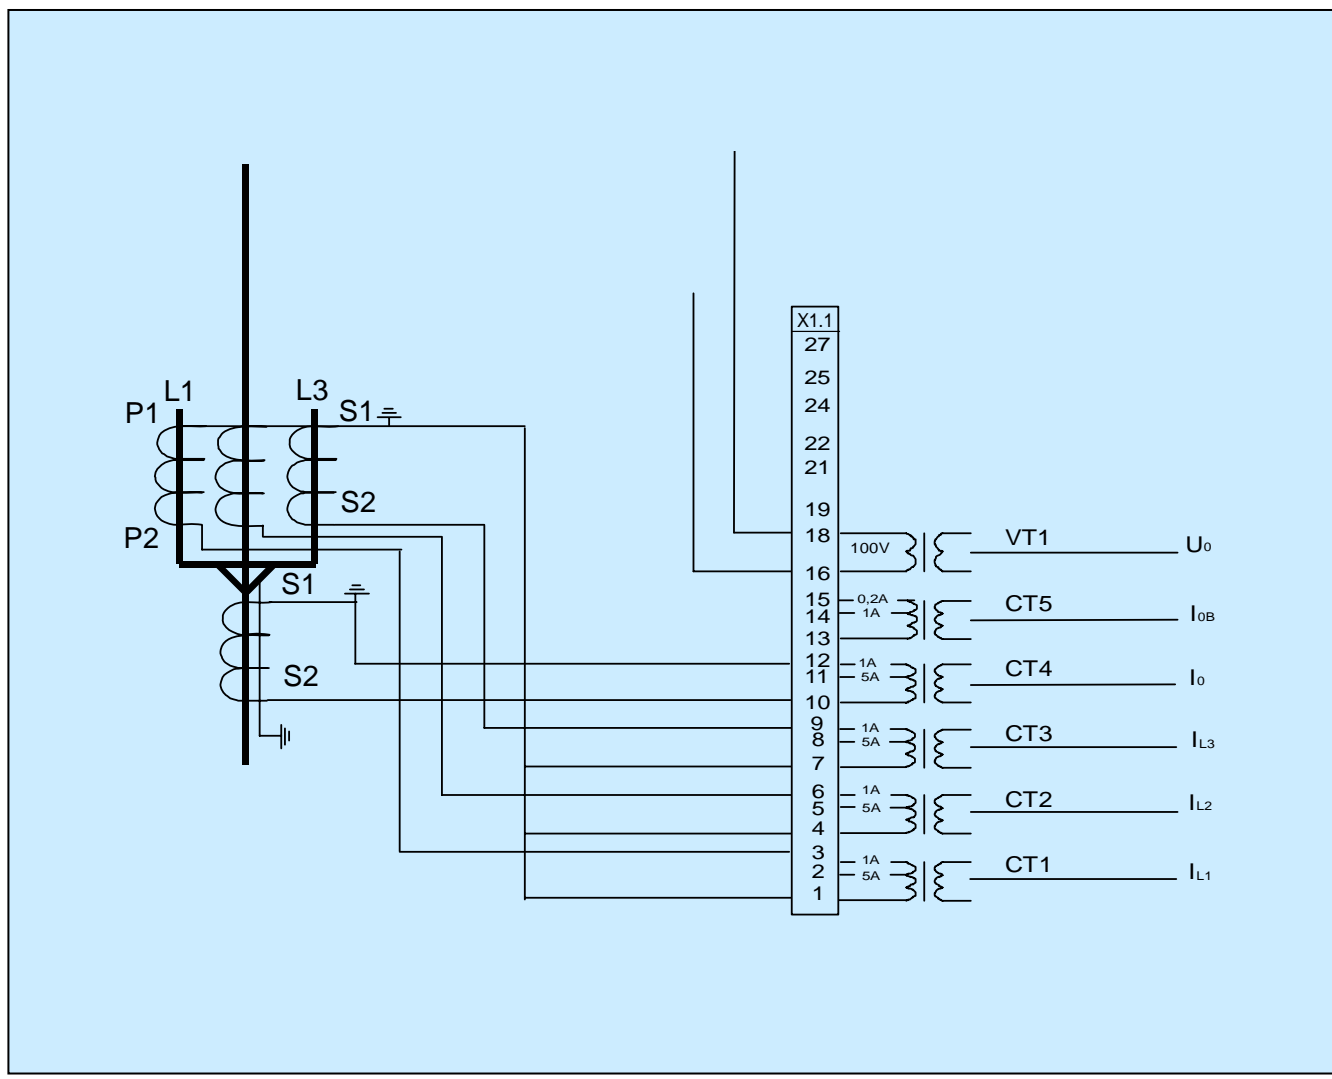 X1.1
27
25
L1 L3
24
P1 S1
22
21
S2
19
P2
18 100V VT1 U0
16
S1
15 0,2A CT5
14 1A I0B
13
12 1A CT4
S2 11 5A I0
10
9 1A CT3
8 5A IL3
7
6 1A CT2 IL2
5 5A
4
3 1A CT1
2 5A IL1
1